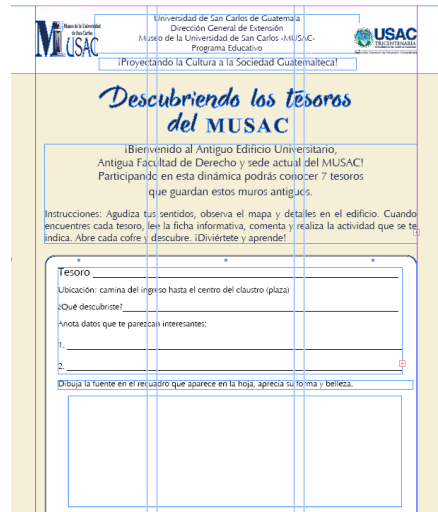 Museo de la Universidad
de San Carlos
MUSAC
Universidad de San Carlos de Guatemala
Dirección General de Extensión
Museo de la Universidad de San Carlos -MUSAC-
Programa Educativo
¡Proyectando la Cultura a la Sociedad Guatemalteca!
USAC
TRICENTENARIA
Descubriendo los tesoros
del MUSAC
¡Bienvenido al Antiguo Edificio Universitario,
Antigua Facultad de Derecho y sede actual del MUSAC!
Participando en esta dinámica podrás conocer 7 tesoros
que guardan estos muros antiguos.
Instrucciones: Agudiza tus sentidos, observa el mapa y detalles en el edificio. Cuando
encuentres cada tesoro, lee la ficha informativa, comenta y realiza la actividad que se te
indica. Abre cada cofre y descubre. ¡Diviértete y aprende!
Tesoro
Ubicación: camina del ingreso hasta el centro del claustro (plaza)
¿Qué descubriste?
Anota datos que te parezcan interesantes:
1.
2.
Dibuja la fuente en el recuadro que aparece en la hoja, aprecia su forma y belleza.